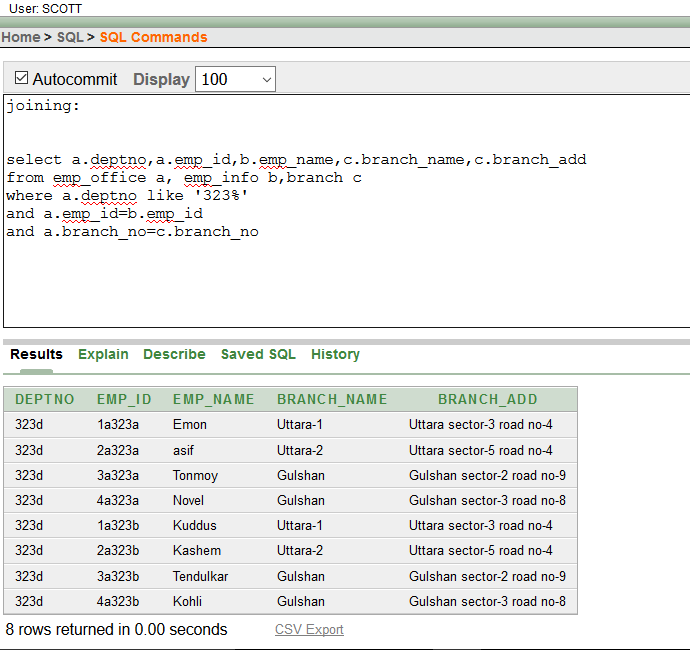 User: SCOTT
Home > SQL > SQL Commands
Autocommit Display 100
joining:
select a.deptno,a.emp_id,b.emp_name,c.branch_name,c.branch_add
from emp_office a, emp_info b,branch c
where a.deptno like '323%'
and a.emp_id=b.emp_id
and a.branch_no=c.branch_no
Results Explain Describe Saved SQL History
DEPTNO EMP_ID EMP_NAME BRANCH_NAME BRANCH_ADD
323d 1a323a Emon Uttara-1 Uttara sector-3 road no-4
323d 2a323a asif Uttara-2 Uttara sector-5 road no-4
323d 3a323a Tonmoy Gulshan Gulshan sector-2 road no-9
323d 4a323a Novel Gulshan Gulshan sector-3 road no-8
323d 1a323b Kuddus Uttara-1 Uttara sector-3 road no-4
323d 2a323b Kashem Uttara-2 Uttara sector-5 road no-4
323d 3a323b Tendulkar Gulshan Gulshan sector-2 road no-9
323d 4a323b Kohli Gulshan Gulshan sector-3 road no-8
8 rows returned in 0.00 seconds CSV Export